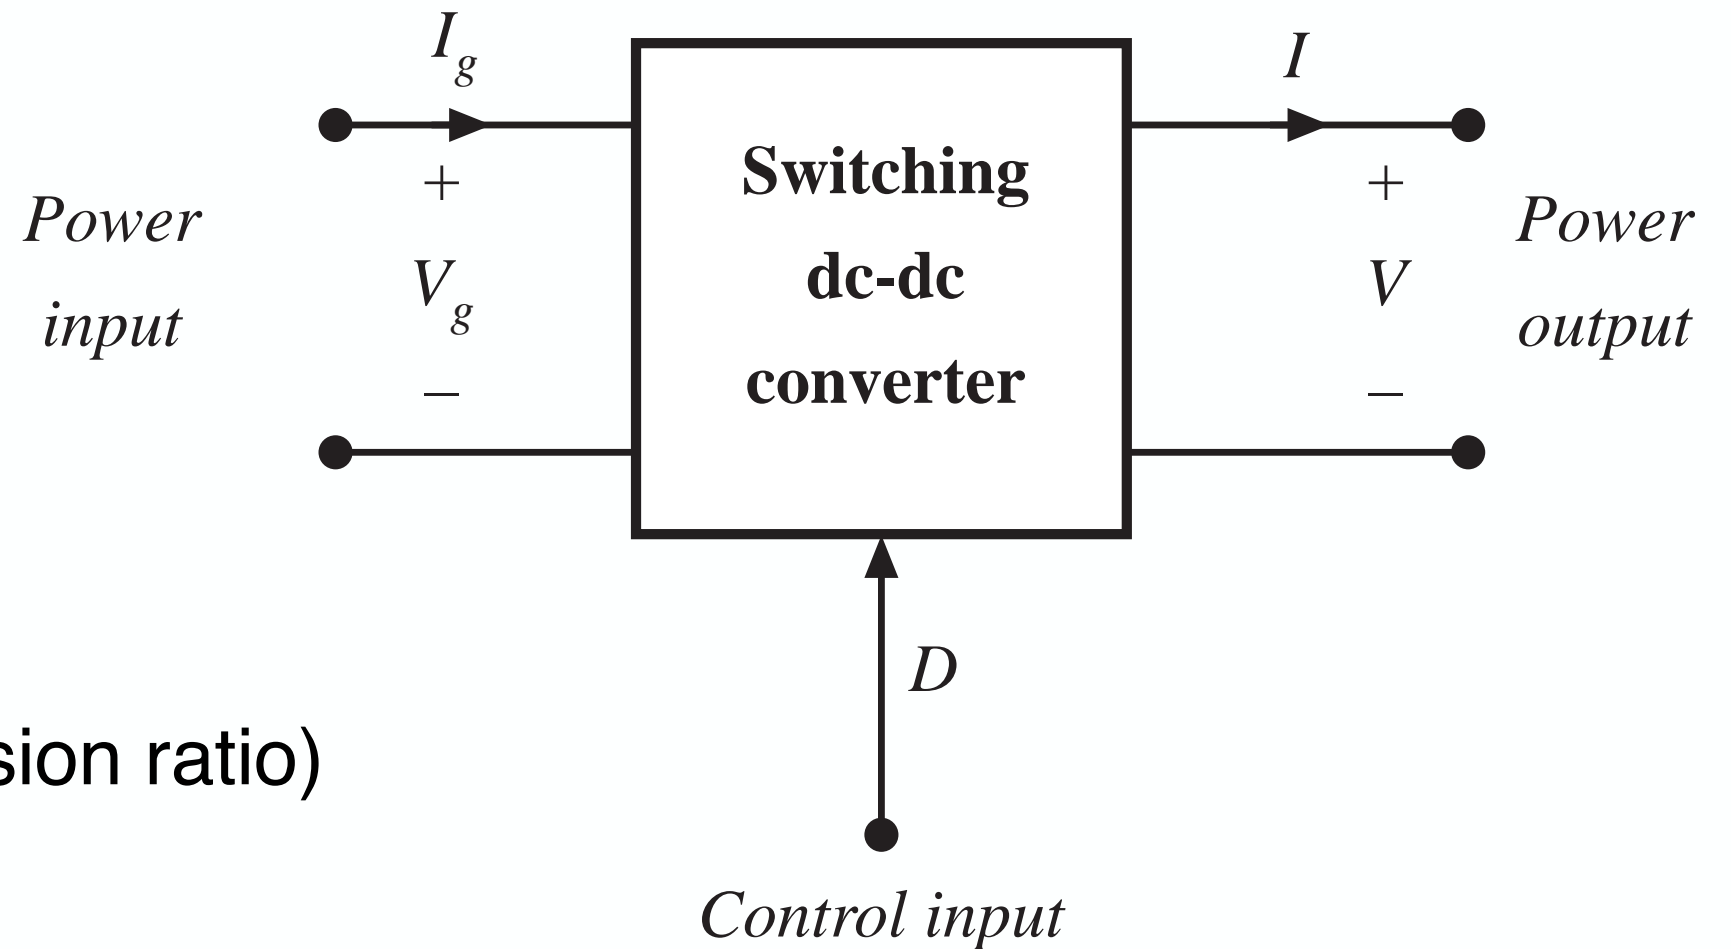 I_g
I
+
V_g
–
Power
input
Switching
dc-dc
converter
+
V
–
Power
output
D
sion ratio)
Control input